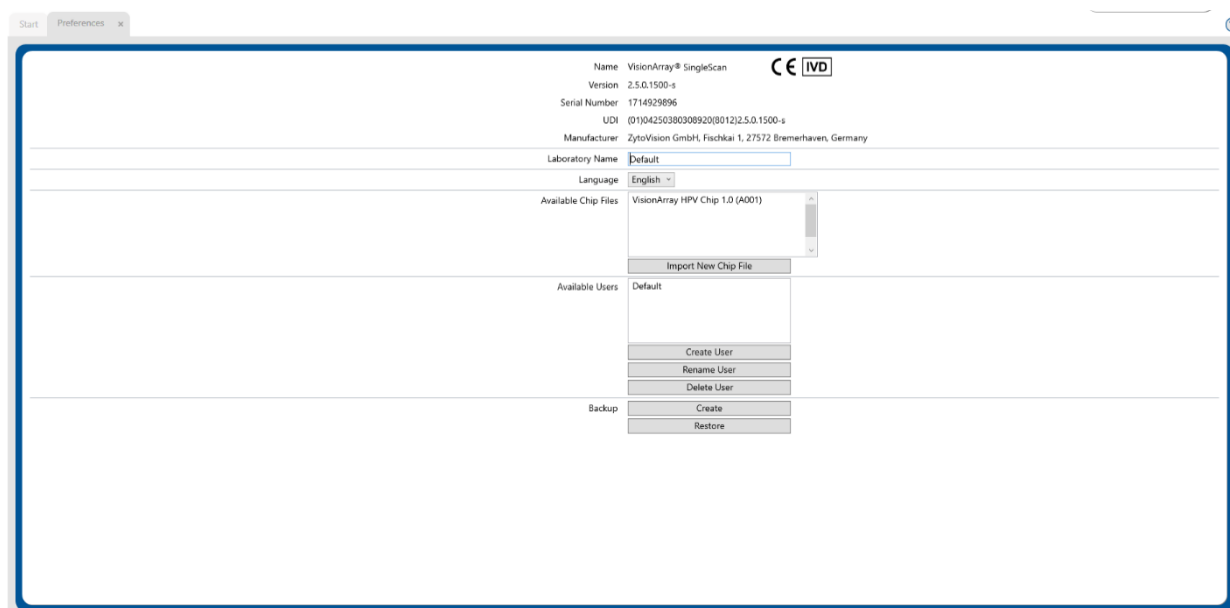 Start Preferences ×
Name VisionArray® SingleScan CE IVD
Version 2.5.0.1500-s
Serial Number 1714929896
UDI (01)04250380308920(8012)2.5.0.1500-s
Manufacturer ZytoVision GmbH, Fischkai 1, 27572 Bremerhaven, Germany
Laboratory Name Default
Language English
Available Chip Files VisionArray HPV Chip 1.0 (A001)
Import New Chip File
Available Users Default
Create User
Rename User
Delete User
Backup Create
Restore